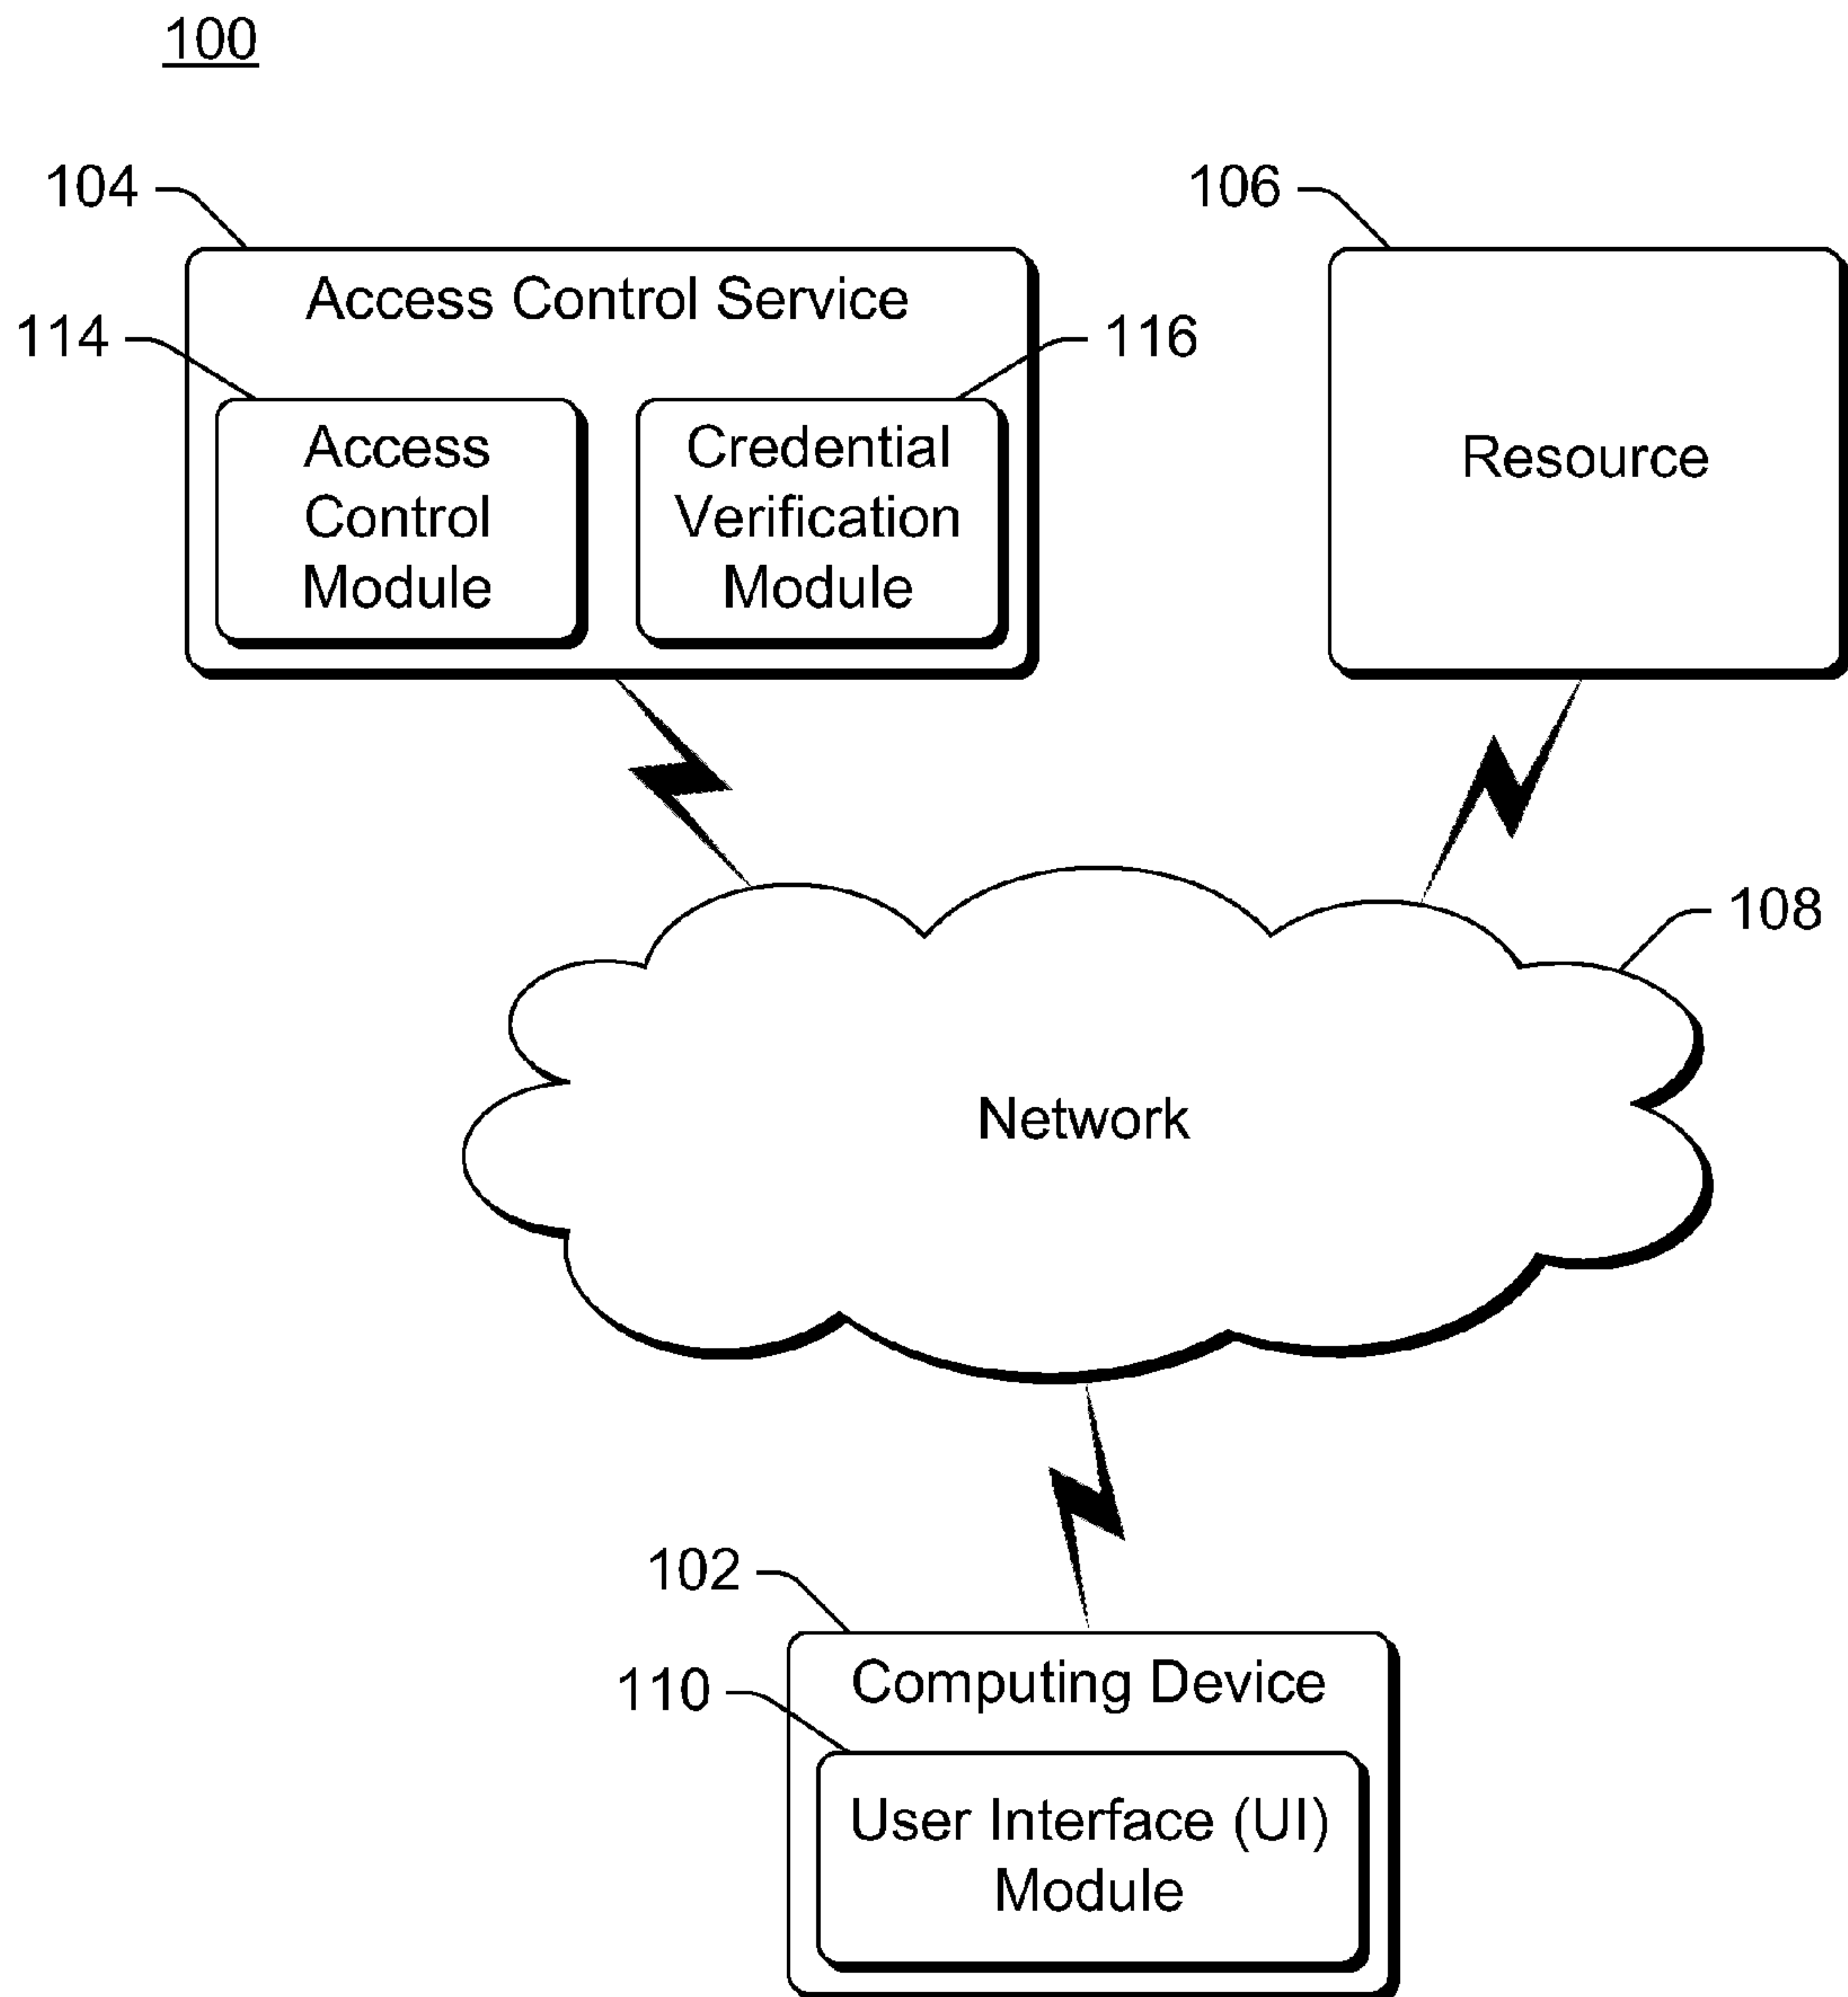 100
104
106
Access Control Service
114
116
Access
Control
Module
Credential
Verification
Module
Resource
108
Network
102
Computing Device
110
User Interface (UI)
Module